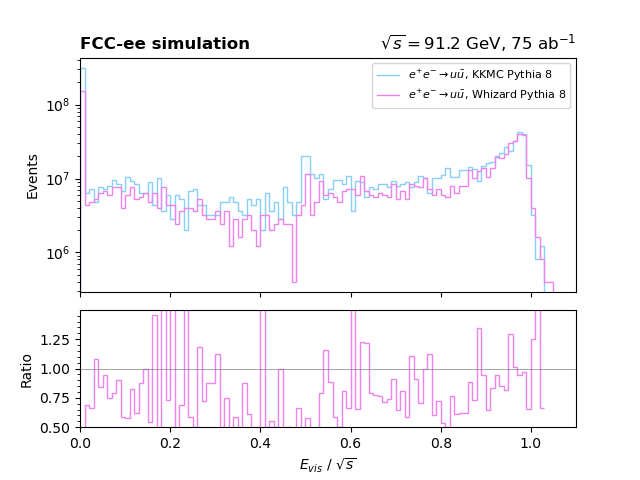 FCC-ee simulation
√s = 91.2 GeV, 75 ab⁻¹
e⁺e⁻ → uū, KKMC Pythia 8
e⁺e⁻ → uū, Whizard Pythia 8
Events
10⁸
10⁷
10⁶
Ratio
1.25
1.00
0.75
0.50
0.0 0.2 0.4 0.6 0.8 1.0
E_vis / √s